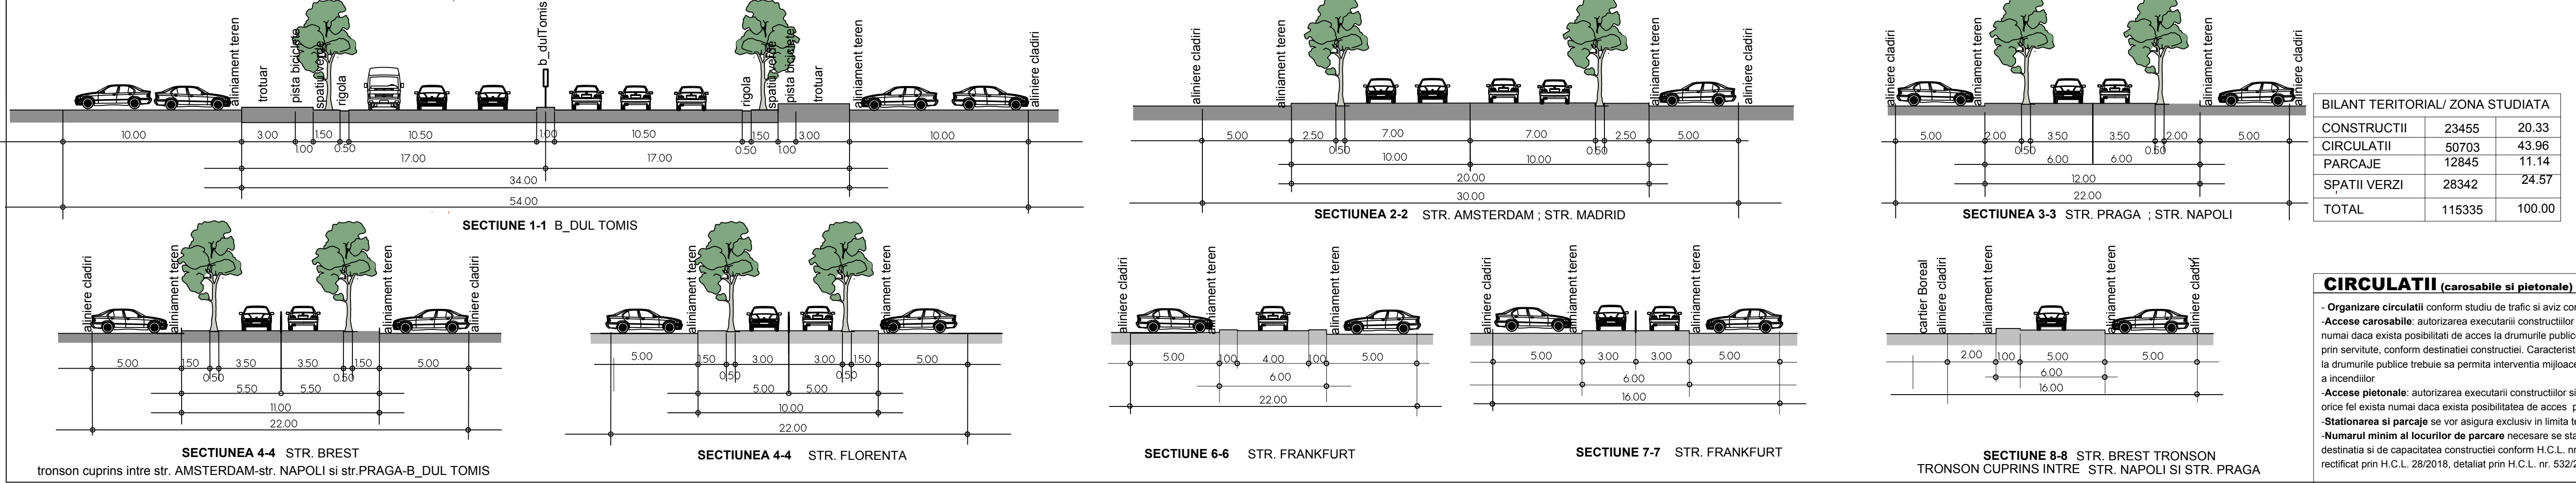 aliniament teren
trotuar
pista biciclete
spatiu verde
rigola
b_dulTomis
rigola
spatiu verde
pista biciclete
trotuar
aliniament teren
aliniere cladiri
10.00 3.00 1.50 10.50 1.00 10.50 1.50 3.00 10.00
1.00 0.50 0.50 1.00
17.00 17.00
34.00
54.00
SECTIUNE 1-1 B_DUL TOMIS
aliniere cladiri
aliniament teren
aliniament teren
aliniere cladiri
5.00 2.50 7.00 7.00 2.50 5.00
0.50 0.50
10.00 10.00
20.00
30.00
SECTIUNEA 2-2 STR. AMSTERDAM ; STR. MADRID
aliniere cladiri
aliniament teren
aliniament teren
aliniere cladiri
5.00 2.00 3.50 3.50 2.00 5.00
0.50 0.50
6.00 6.00
12.00
22.00
SECTIUNEA 3-3 STR. PRAGA ; STR. NAPOLI
BILANT TERITORIAL/ ZONA STUDIATA
CONSTRUCTII 23455 20.33
CIRCULATII 50703 43.96
PARCAJE 12845 11.14
SPATII VERZI 28342 24.57
TOTAL 115335 100.00
aliniere cladiri
aliniament teren
aliniament teren
aliniere cladiri
5.00 1.50 3.50 3.50 1.50 5.00
0.50 0.50
5.50 5.50
11.00
22.00
SECTIUNEA 4-4 STR. BREST
tronson cuprins intre str. AMSTERDAM-str. NAPOLI si str.PRAGA-B_DUL TOMIS
aliniere cladiri
aliniament teren
aliniament teren
aliniere cladiri
5.00 1.50 3.00 3.00 1.50 5.00
0.50 0.50
5.00 5.00
10.00
22.00
SECTIUNEA 4-4 STR. FLORENTA
aliniere cladiri
aliniament teren
aliniament teren
aliniere cladiri
5.00 1.00 4.00 1.00 5.00
6.00
22.00
SECTIUNE 6-6 STR. FRANKFURT
aliniere cladiri
aliniament teren
aliniament teren
aliniere cladiri
5.00 3.00 3.00 5.00
6.00
16.00
SECTIUNE 7-7 STR. FRANKFURT
cartier Boreal
aliniere cladiri
aliniament teren
aliniament teren
aliniere cladiri
2.00 1.00 5.00 5.00
6.00
16.00
SECTIUNEA 8-8 STR. BREST TRONSON
TRONSON CUPRINS INTRE STR. NAPOLI SI STR. PRAGA
CIRCULATII (carosabile si pietonale)
- Organizare circulatii conform studiu de trafic si aviz
-Accese carosabile: autorizarea executarii constructiilor
numai daca exista posibilitati de acces la drumurile
prin servitute, conform destinatiei constructiei.
la drumurile publice trebuie sa permita interventia
a incendiilor
-Accese pietonale: autorizarea executarii constructiilor si
orice fel exista numai daca exista posibilitatea de acces
-Stationarea si parcaje se vor asigura exclusiv in limita
-Numarul minim al locurilor de parcare necesare se
destinatia si de capacitatea constructiei conform H.C.L.
rectificat prin H.C.L. 28/2018, detaliat prin H.C.L. nr.